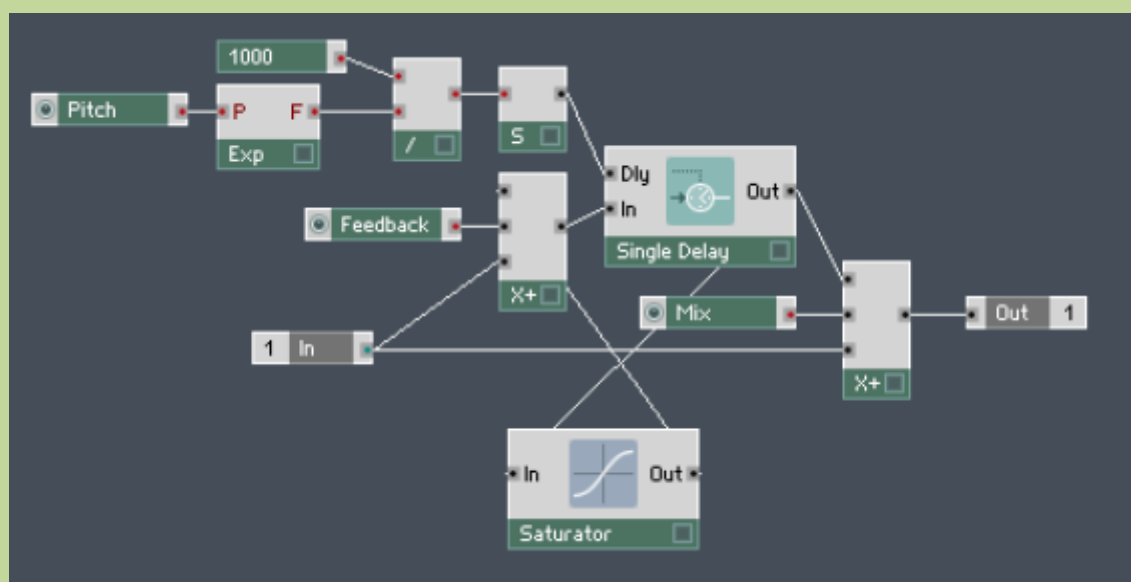 1000
Pitch
P F
Exp
/
S
Dly Out
In
Single Delay
Feedback
X+
Mix
1 In
Out 1
X+
In Out
Saturator